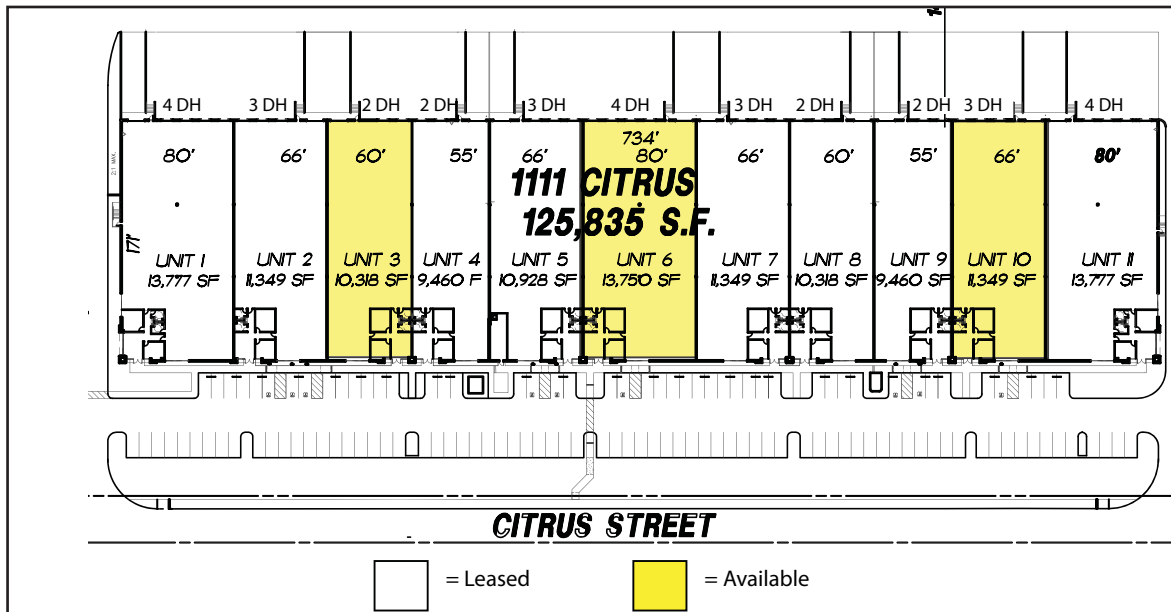 4 DH 3 DH 2 DH 2 DH 3 DH 4 DH 3 DH 2 DH 2 DH 3 DH 4 DH
734'
80' 66' 60' 55' 66' 80' 66' 60' 55' 66' 80'
2:1 MAX.
1111 CITRUS
125,835 S.F.
171'
UNIT 1 UNIT 2 UNIT 3 UNIT 4 UNIT 5 UNIT 6 UNIT 7 UNIT 8 UNIT 9 UNIT 10 UNIT 11
13,777 SF 11,349 SF 10,318 SF 9,460 F 10,928 SF 13,750 SF 11,349 SF 10,318 SF 9,460 SF 11,349 SF 13,777 SF
CITRUS STREET
= Leased = Available